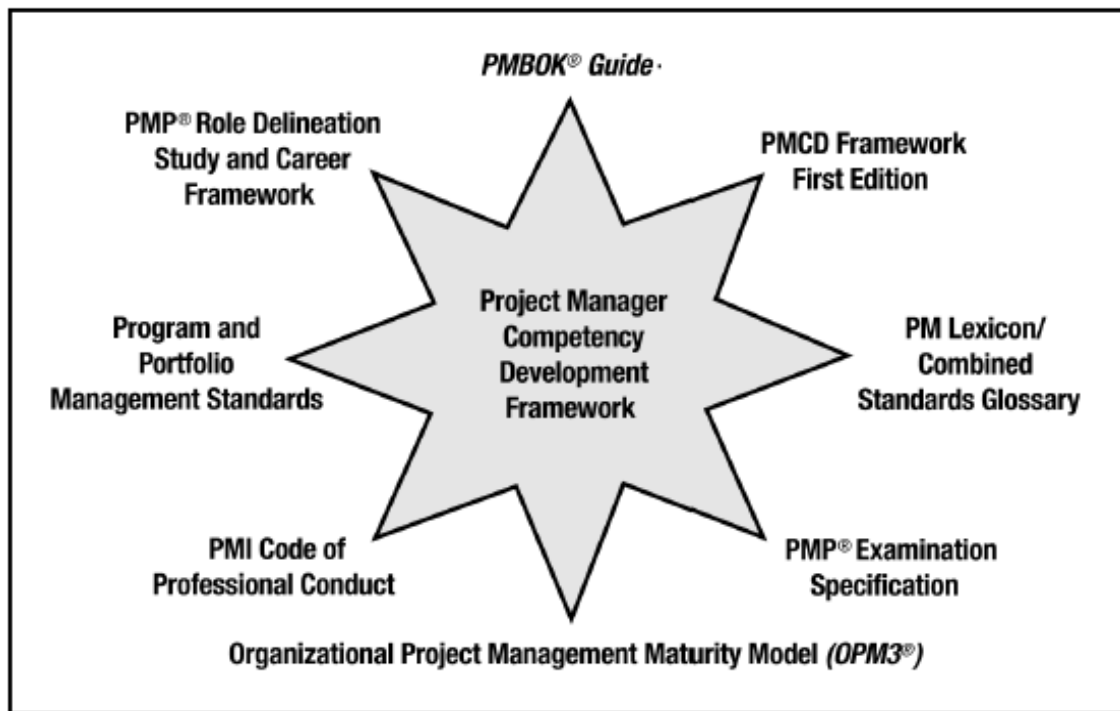 PMBOK® Guide·
PMP® Role Delineation
Study and Career
Framework
PMCD Framework
First Edition
Project Manager
Competency
Development
Framework
Program and
Portfolio
Management Standards
PM Lexicon/
Combined
Standards Glossary
PMI Code of
Professional Conduct
PMP® Examination
Specification
Organizational Project Management Maturity Model (OPM3®)